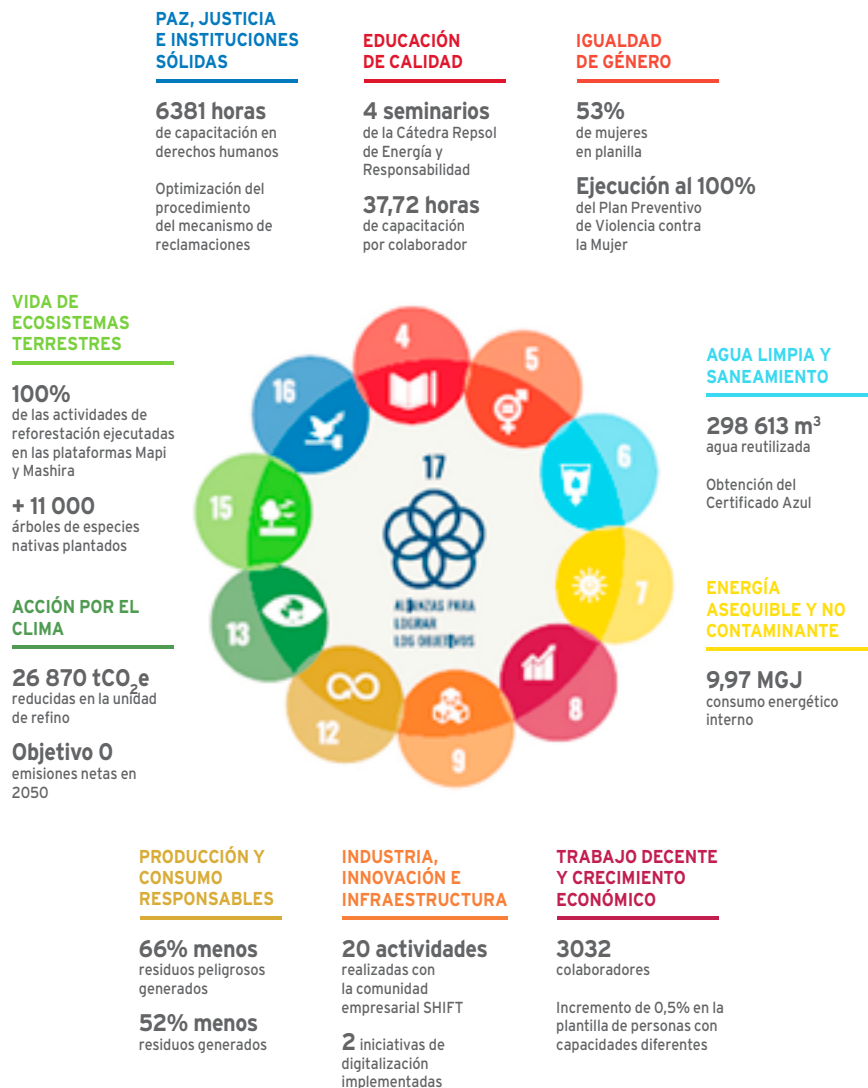 PAZ, JUSTICIA
E INSTITUCIONES
SÓLIDAS
6381 horas
de capacitación en
derechos humanos
Optimización del
procedimiento
del mecanismo de
reclamaciones
EDUCACIÓN
DE CALIDAD
4 seminarios
de la Cátedra Repsol
de Energía y
Responsabilidad
37,72 horas
de capacitación
por colaborador
IGUALDAD
DE GÉNERO
53%
de mujeres
en planilla
Ejecución al 100%
del Plan Preventivo
de Violencia contra
la Mujer
VIDA DE
ECOSISTEMAS
TERRESTRES
100%
de las actividades de
reforestación ejecutadas
en las plataformas Mapi
y Mashira
+ 11 000
árboles de especies
nativas plantados
ACCIÓN POR EL
CLIMA
26 870 tCO₂e
reducidas en la unidad
de refino
Objetivo 0
emisiones netas en
2050
4
5
6
7
8
9
12
13
15
16
17
ALIANZAS PARA
LOGRAR
LOS OBJETIVOS
AGUA LIMPIA Y
SANEAMIENTO
298 613 m³
agua reutilizada
Obtención del
Certificado Azul
ENERGÍA
ASEQUIBLE Y NO
CONTAMINANTE
9,97 MGJ
consumo energético
interno
PRODUCCIÓN Y
CONSUMO
RESPONSABLES
66% menos
residuos peligrosos
generados
52% menos
residuos generados
INDUSTRIA,
INNOVACIÓN E
INFRAESTRUCTURA
20 actividades
realizadas con
la comunidad
empresarial SHIFT
2 iniciativas de
digitalización
implementadas
TRABAJO DECENTE
Y CRECIMIENTO
ECONÓMICO
3032
colaboradores
Incremento de 0,5% en la
plantilla de personas con
capacidades diferentes